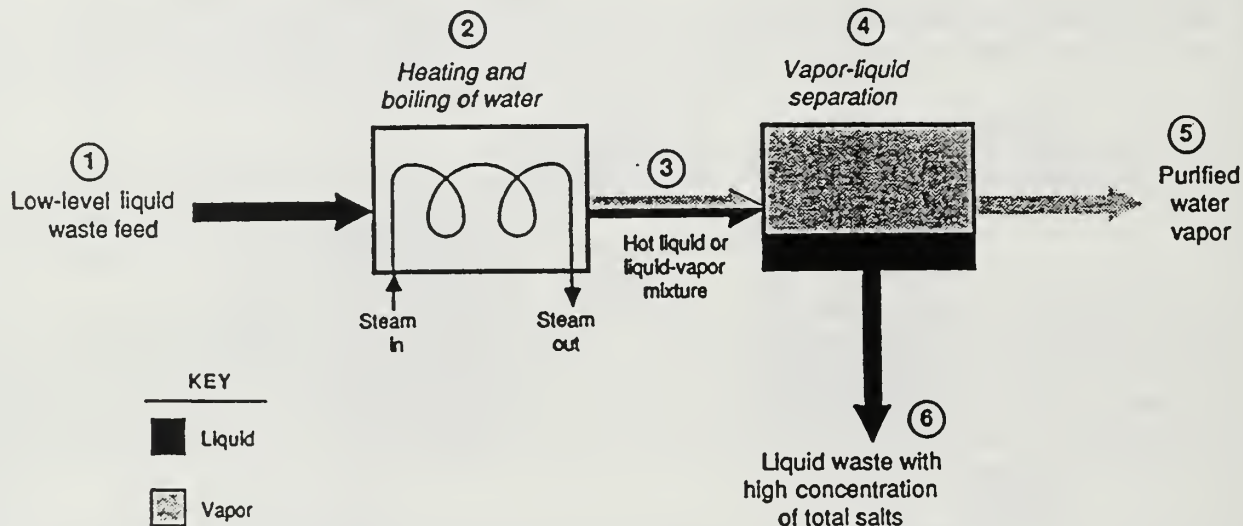 ①
Low-level liquid
waste feed
②
Heating and
boiling of water
Steam
in
Steam
out
③
Hot liquid or
liquid-vapor
mixture
④
Vapor-liquid
separation
⑤
Purified
water
vapor
⑥
Liquid waste with
high concentration
of total salts
KEY
Liquid
Vapor